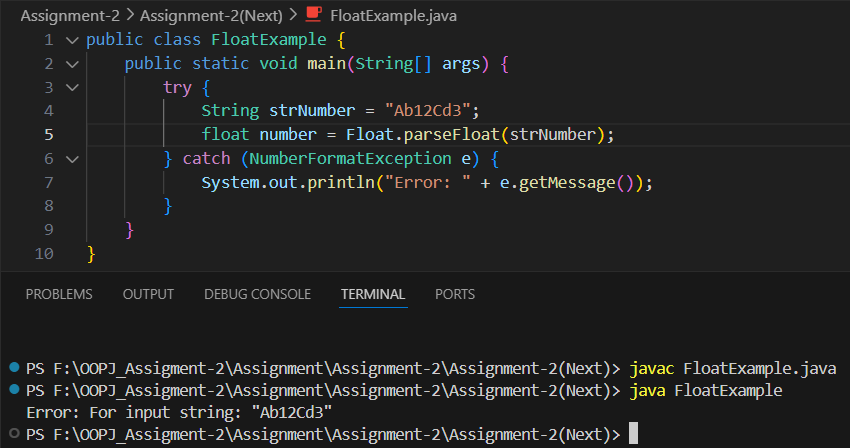 Assignment-2 > Assignment-2(Next) > FloatExample.java
1 public class FloatExample {
2 public static void main(String[] args) {
3 try {
4 String strNumber = "Ab12Cd3";
5 float number = Float.parseFloat(strNumber);
6 } catch (NumberFormatException e) {
7 System.out.println("Error: " + e.getMessage());
8 }
9 }
10 }
PROBLEMS OUTPUT DEBUG CONSOLE TERMINAL PORTS
PS F:\OOPJ_Assigment-2\Assignment\Assignment-2\Assignment-2(Next)> javac FloatExample.java
PS F:\OOPJ_Assigment-2\Assignment\Assignment-2\Assignment-2(Next)> java FloatExample
Error: For input string: "Ab12Cd3"
PS F:\OOPJ_Assigment-2\Assignment\Assignment-2\Assignment-2(Next)>